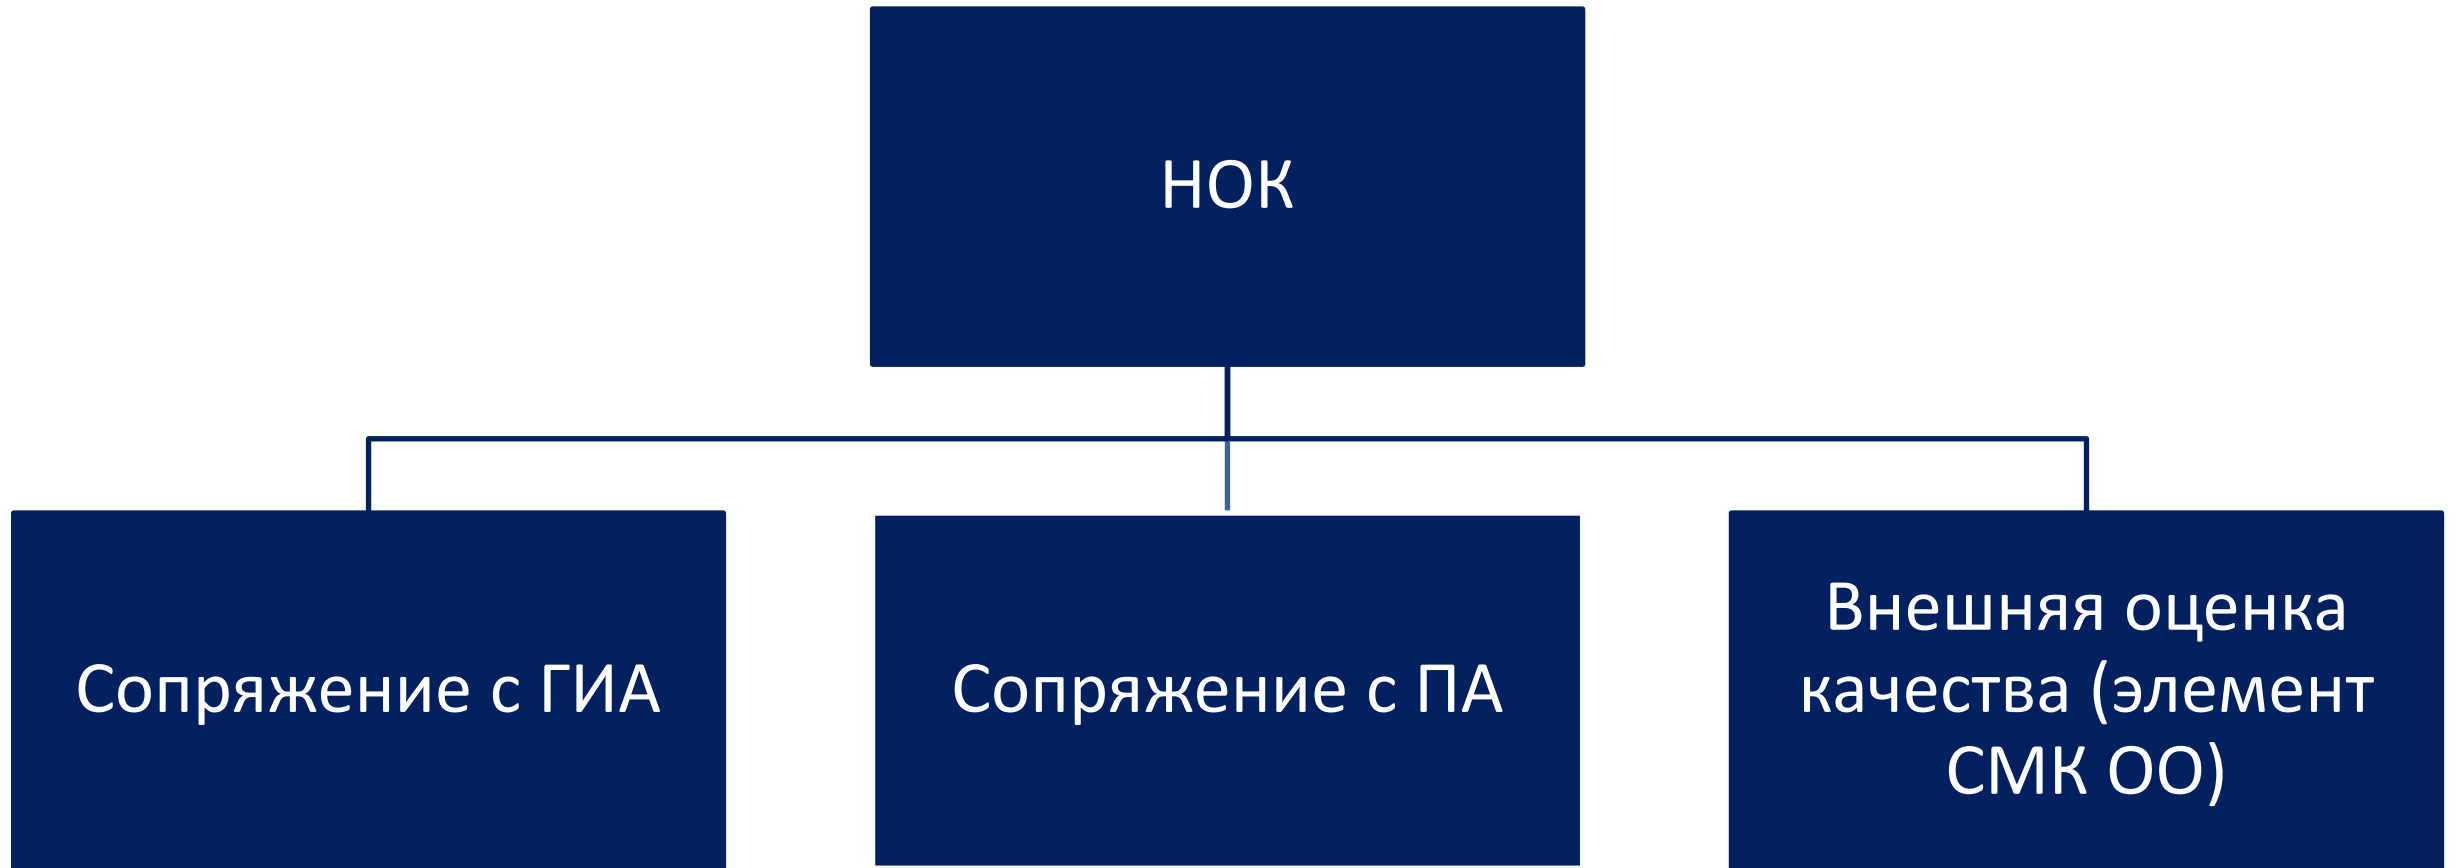 НОК
Сопряжение с ГИА
Сопряжение с ПА
Внешняя оценка
качества (элемент
СМК ОО)